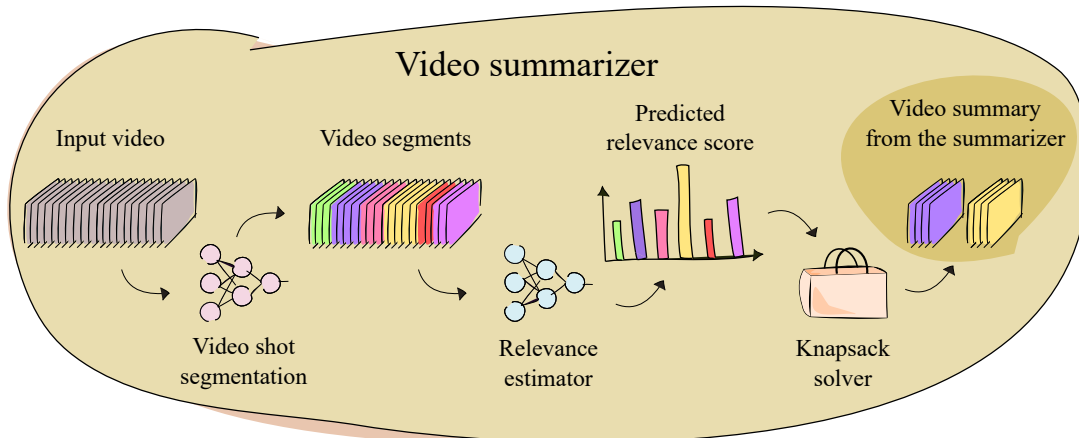 Video summarizer
Input video
Video shot
segmentation
Video segments
Relevance
estimator
Predicted
relevance score
Knapsack
solver
Video summary
from the summarizer